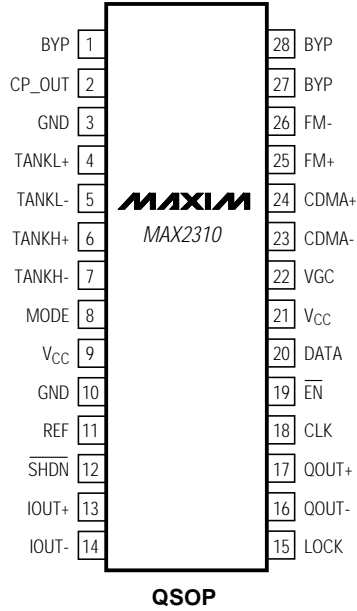 BYP 1 28 BYP
CP_OUT 2 27 BYP
GND 3 26 FM-
TANKL+ 4 25 FM+
TANKL- 5 MAXIM 24 CDMA+
TANKH+ 6 MAX2310 23 CDMA-
TANKH- 7 22 VGC
MODE 8 21 VCC
VCC 9 20 DATA
GND 10 19 EN
REF 11 18 CLK
SHDN 12 17 QOUT+
IOUT+ 13 16 QOUT-
IOUT- 14 15 LOCK
QSOP